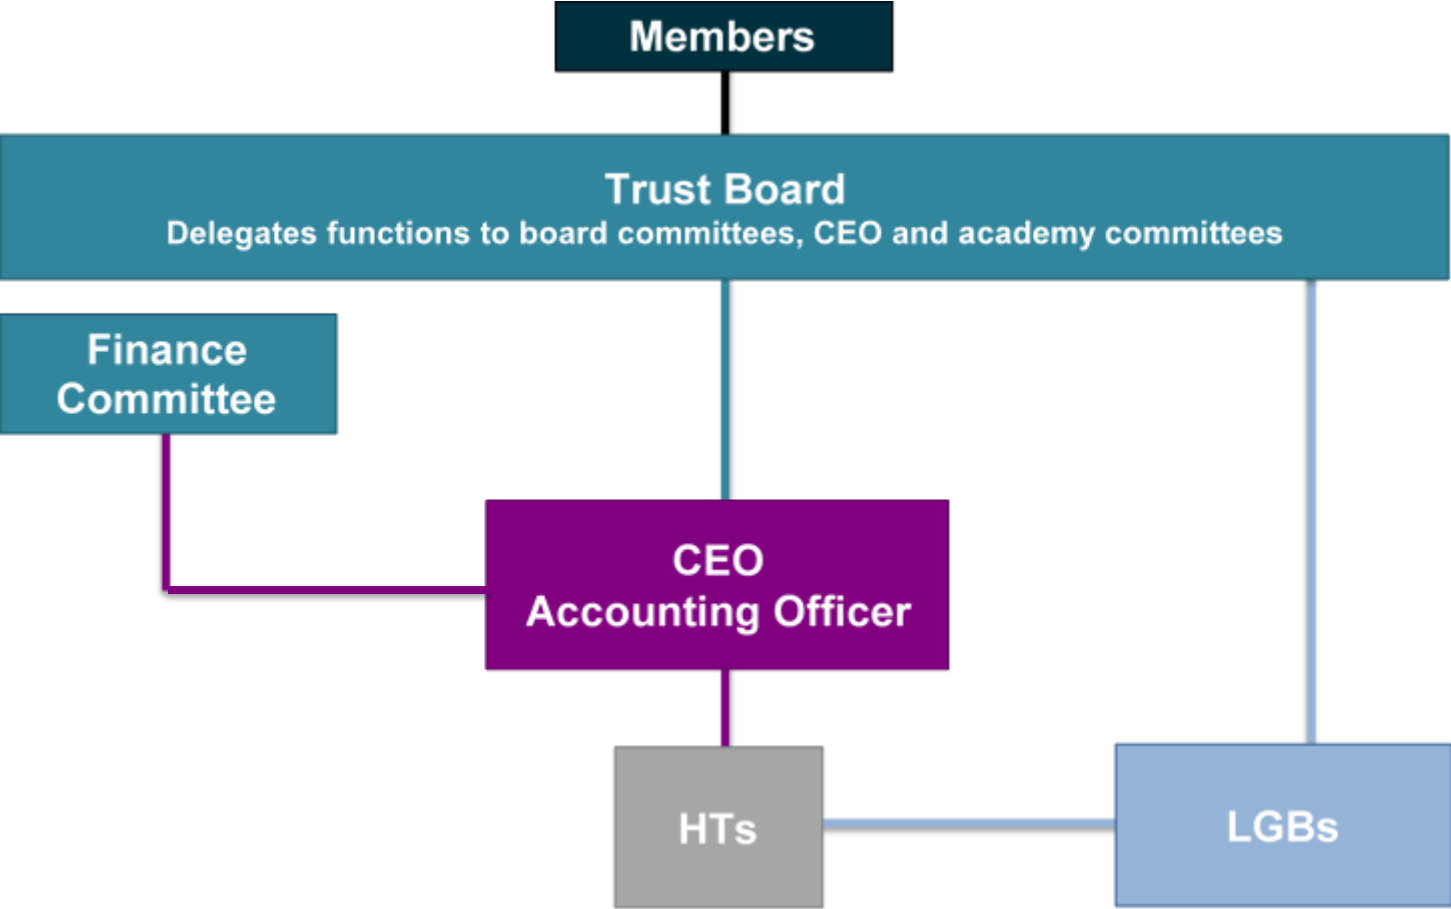 Members
Trust Board
Delegates functions to board committees, CEO and academy committees
Finance
Committee
CEO
Accounting Officer
HTs
LGBs